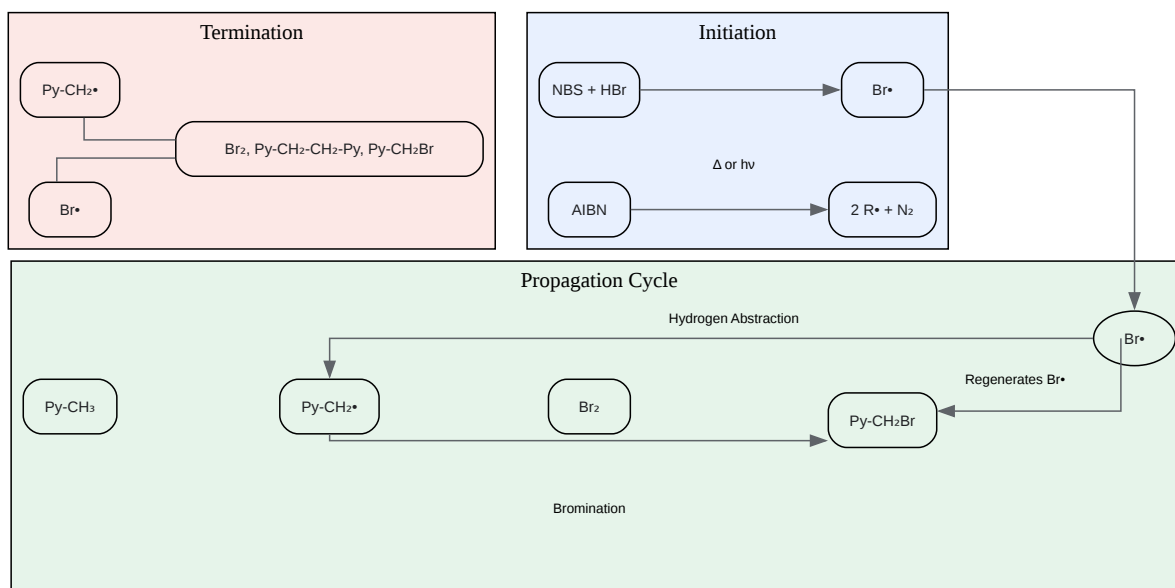 Termination
Py-CH₂•
Br₂, Py-CH₂-CH₂-Py, Py-CH₂Br
Br•
Initiation
NBS + HBr
Br•
Δ or hν
AIBN
2 R• + N₂
Propagation Cycle
Hydrogen Abstraction
Br•
Regenerates Br•
Py-CH₃
Py-CH₂•
Br₂
Py-CH₂Br
Bromination